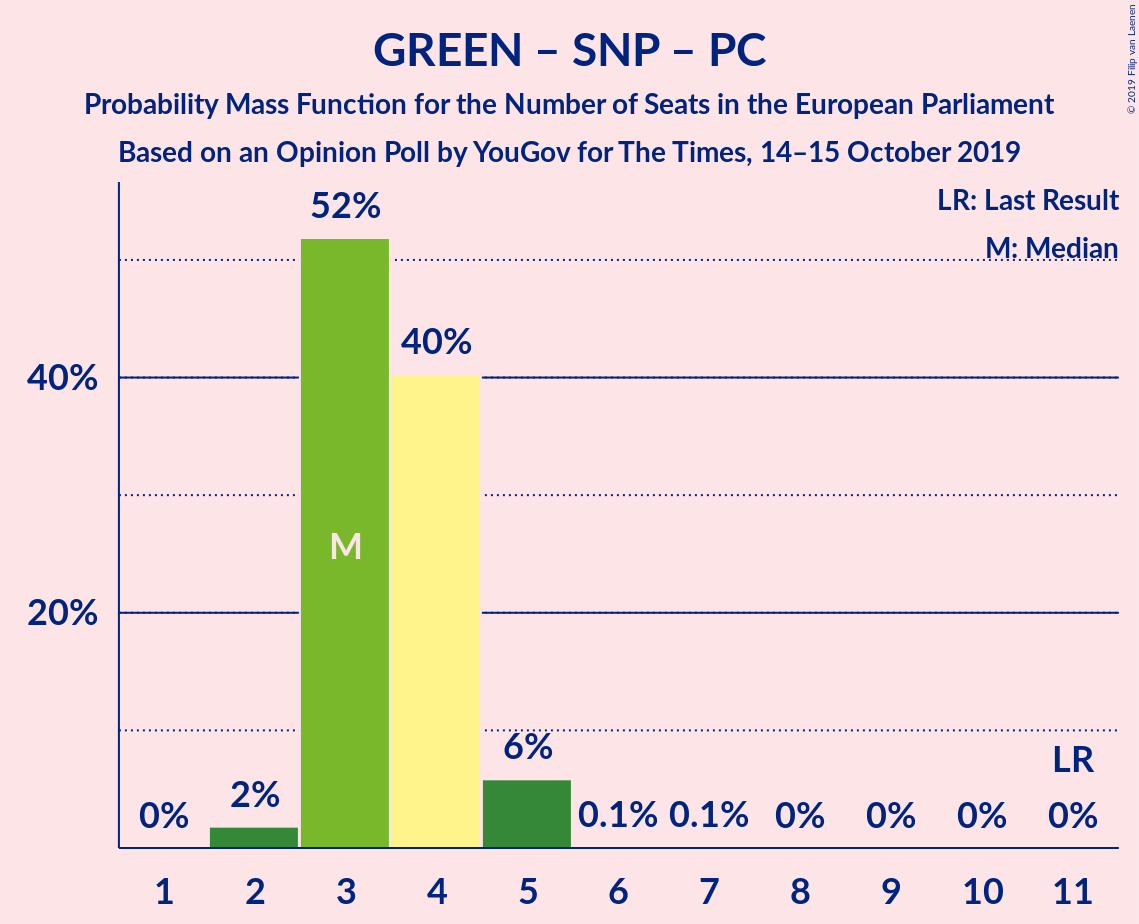 GREEN – SNP – PC
Probability Mass Function for the Number of Seats in the European Parliament
Based on an Opinion Poll by YouGov for The Times, 14–15 October 2019
© 2019 Filip van Laenen
LR: Last Result
M: Median
52%
40%
40%
M
20%
6%
LR
0%
2%
0.1%
0.1%
0%
0%
0%
0%
1 2 3 4 5 6 7 8 9 10 11